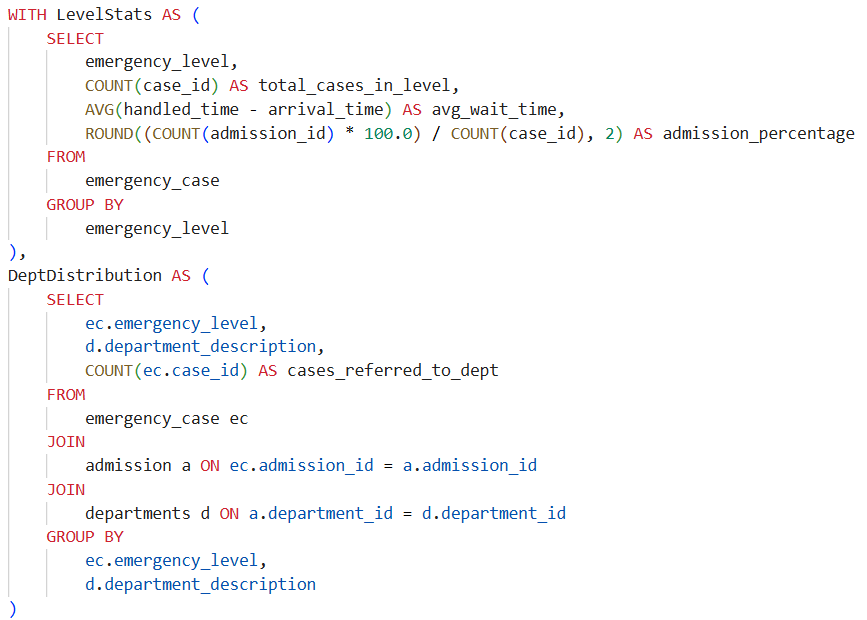 WITH LevelStats AS (
    SELECT
        emergency_level,
        COUNT(case_id) AS total_cases_in_level,
        AVG(handled_time - arrival_time) AS avg_wait_time,
        ROUND((COUNT(admission_id) * 100.0) / COUNT(case_id), 2) AS admission_percentage
    FROM
        emergency_case
    GROUP BY
        emergency_level
),
DeptDistribution AS (
    SELECT
        ec.emergency_level,
        d.department_description,
        COUNT(ec.case_id) AS cases_referred_to_dept
    FROM
        emergency_case ec
    JOIN
        admission a ON ec.admission_id = a.admission_id
    JOIN
        departments d ON a.department_id = d.department_id
    GROUP BY
        ec.emergency_level,
        d.department_description
)